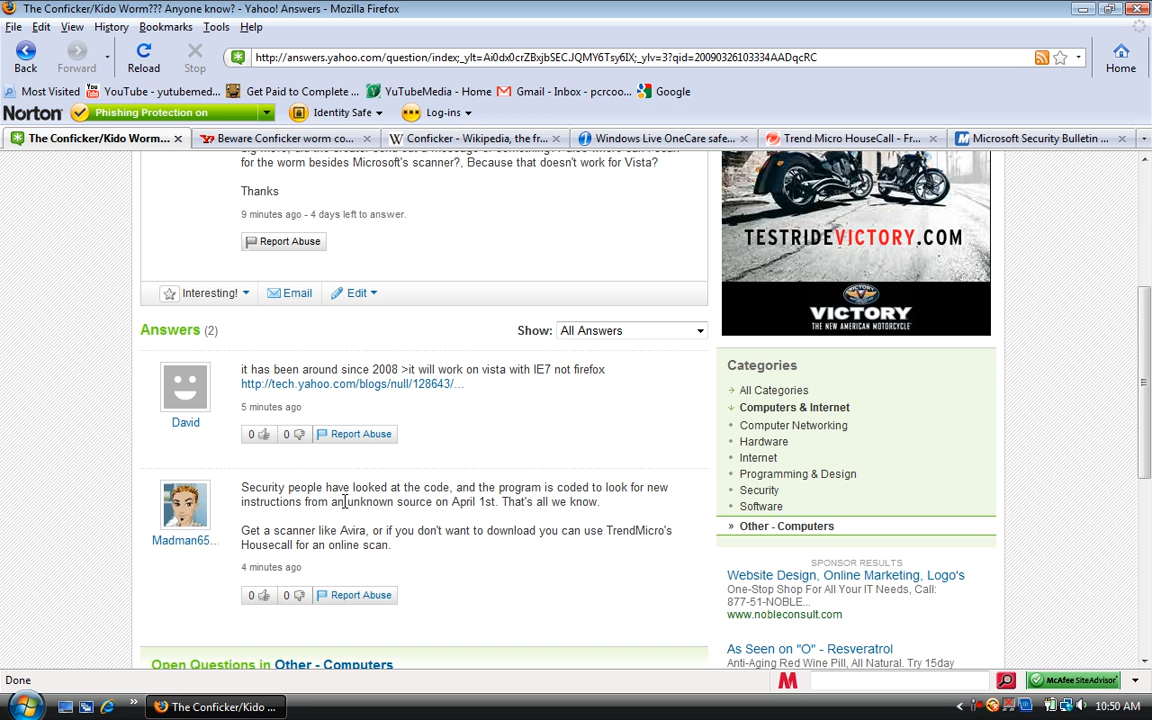 The Conficker/Kido Worm??? Anyone know? - Yahoo! Answers - Mozilla Firefox
File Edit View History Bookmarks Tools Help
Back Forward Reload Stop http://answers.yahoo.com/question/index;_ylt=Ai0dx0crZBxjbSEC.JQMY6Tsy6IX;_ylv=3?qid=20090326103334AADqcRC Home
Most Visited YouTube - yutubemed... Get Paid to Complete ... YuTubeMedia - Home Gmail - Inbox - pcrcoo... Google
Norton Phishing Protection on Identity Safe Log-ins
The Conficker/Kido Worm... Beware Conficker worm co... Conficker - Wikipedia, the fr... Windows Live OneCare safe... Trend Micro HouseCall - Fr... Microsoft Security Bulletin ...
for the worm besides Microsoft's scanner?, Because that doesn't work for Vista?
Thanks
9 minutes ago - 4 days left to answer.
Report Abuse
Interesting! Email Edit
TESTRIDEVICTORY.COM
VICTORY
THE NEW AMERICAN MOTORCYCLE
Answers (2) Show: All Answers
David
it has been around since 2008 >it will work on vista with IE7 not firefox
http://tech.yahoo.com/blogs/null/128643/...
5 minutes ago
0 0 Report Abuse
Madman65...
Security people have looked at the code, and the program is coded to look for new
instructions from an unknown source on April 1st. That's all we know.
Get a scanner like Avira, or if you don't want to download you can use TrendMicro's
Housecall for an online scan.
4 minutes ago
0 0 Report Abuse
Open Questions in Other - Computers
Categories
All Categories
Computers & Internet
Computer Networking
Hardware
Internet
Programming & Design
Security
Software
» Other - Computers
SPONSOR RESULTS
Website Design, Online Marketing, Logo's
One-Stop Shop For All Your IT Needs, Call:
877-51-NOBLE...
www.nobleconsult.com
As Seen on "O" - Resveratrol
Anti-Aging Red Wine Pill, All Natural. Try 15day
Done McAfee SiteAdvisor
The Conficker/Kido ... 10:50 AM